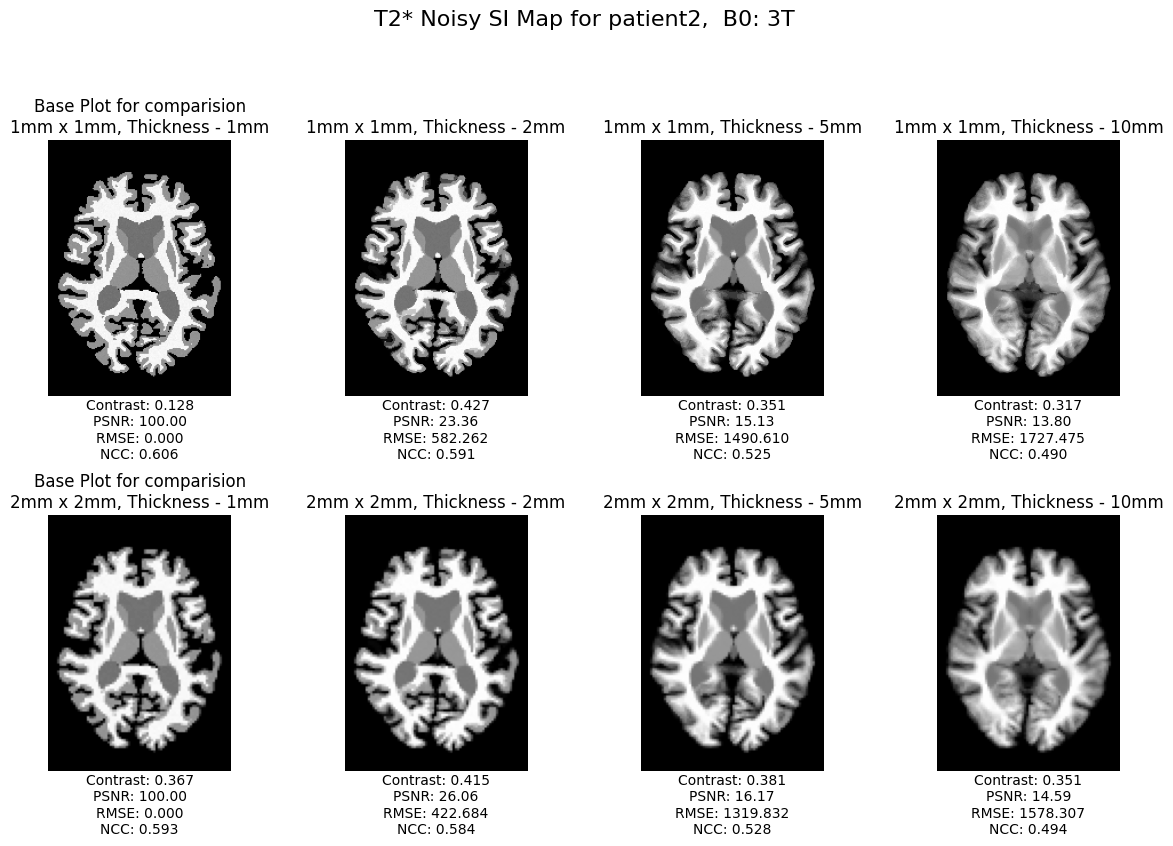 T2* Noisy SI Map for patient2,  B0: 3T
Base Plot for comparision
1mm x 1mm, Thickness - 1mm
1mm x 1mm, Thickness - 2mm
1mm x 1mm, Thickness - 5mm
1mm x 1mm, Thickness - 10mm
Contrast: 0.128
PSNR: 100.00
RMSE: 0.000
NCC: 0.606
Contrast: 0.427
PSNR: 23.36
RMSE: 582.262
NCC: 0.591
Contrast: 0.351
PSNR: 15.13
RMSE: 1490.610
NCC: 0.525
Contrast: 0.317
PSNR: 13.80
RMSE: 1727.475
NCC: 0.490
Base Plot for comparision
2mm x 2mm, Thickness - 1mm
2mm x 2mm, Thickness - 2mm
2mm x 2mm, Thickness - 5mm
2mm x 2mm, Thickness - 10mm
Contrast: 0.367
PSNR: 100.00
RMSE: 0.000
NCC: 0.593
Contrast: 0.415
PSNR: 26.06
RMSE: 422.684
NCC: 0.584
Contrast: 0.381
PSNR: 16.17
RMSE: 1319.832
NCC: 0.528
Contrast: 0.351
PSNR: 14.59
RMSE: 1578.307
NCC: 0.494